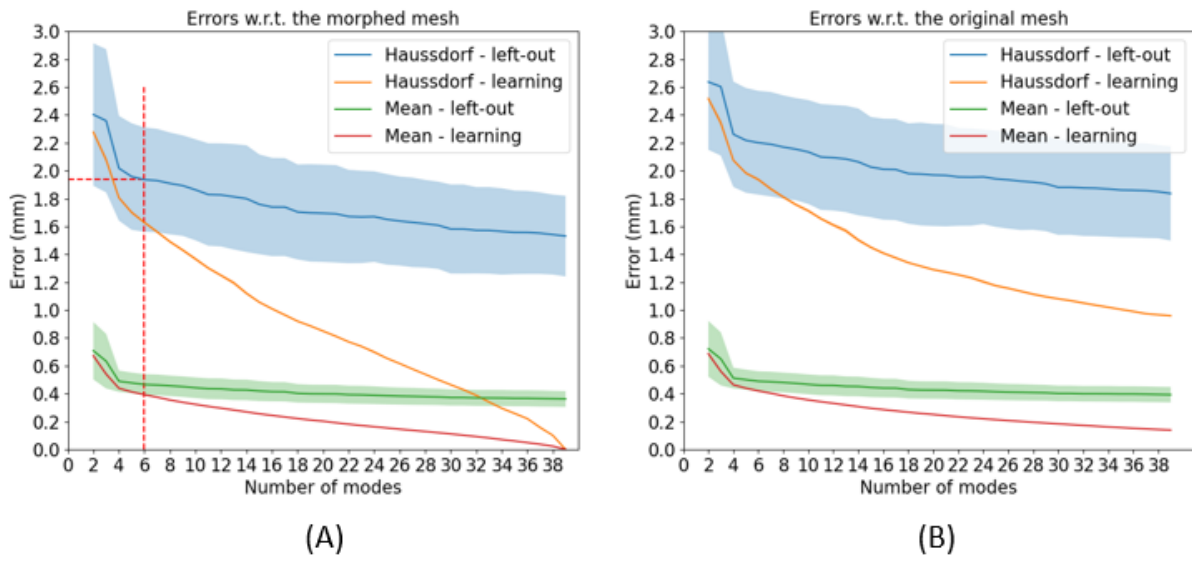 Errors w.r.t. the morphed mesh
Error (mm)
3.0
2.8
2.6
2.4
2.2
2.0
1.8
1.6
1.4
1.2
1.0
0.8
0.6
0.4
0.2
0.0
Haussdorf - left-out
Haussdorf - learning
Mean - left-out
Mean - learning
0 2 4 6 8 10 12 14 16 18 20 22 24 26 28 30 32 34 36 38
Number of modes
(A)
Errors w.r.t. the original mesh
Error (mm)
3.0
2.8
2.6
2.4
2.2
2.0
1.8
1.6
1.4
1.2
1.0
0.8
0.6
0.4
0.2
0.0
Haussdorf - left-out
Haussdorf - learning
Mean - left-out
Mean - learning
0 2 4 6 8 10 12 14 16 18 20 22 24 26 28 30 32 34 36 38
Number of modes
(B)